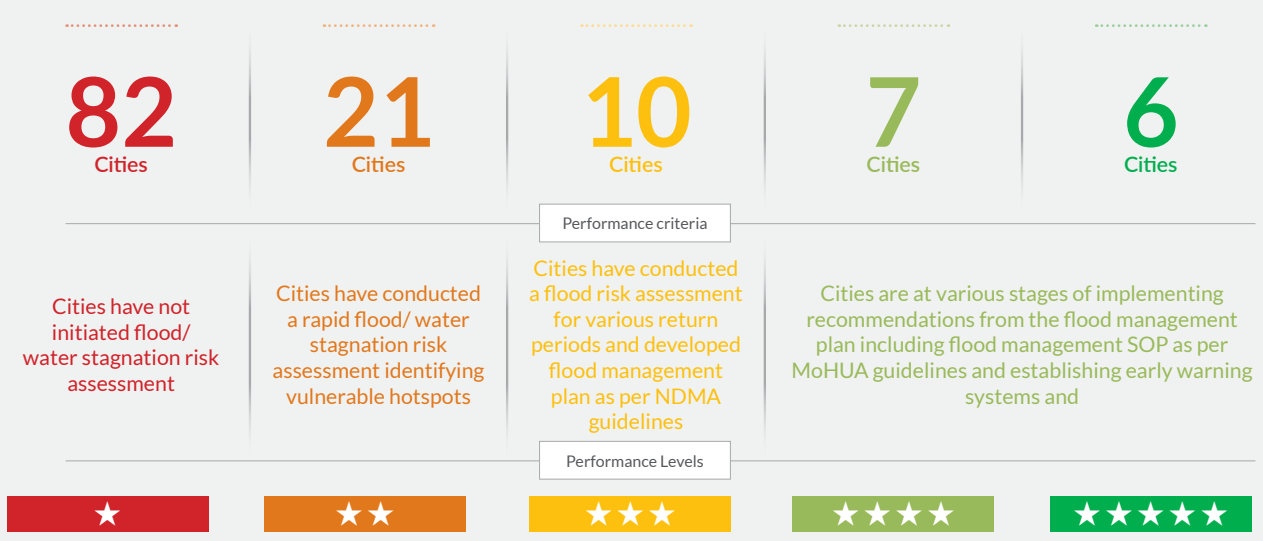 82
Cities
21
Cities
10
Cities
7
Cities
6
Cities
Performance criteria
Cities have not
initiated flood/
water stagnation risk
assessment
Cities have conducted
a rapid flood/ water
stagnation risk
assessment identifying
vulnerable hotspots
Cities have conducted
a flood risk assessment
for various return
periods and developed
flood management
plan as per NDMA
guidelines
Cities are at various stages of implementing
recommendations from the flood management
plan including flood management SOP as per
MoHUA guidelines and establishing early warning
systems and
Performance Levels